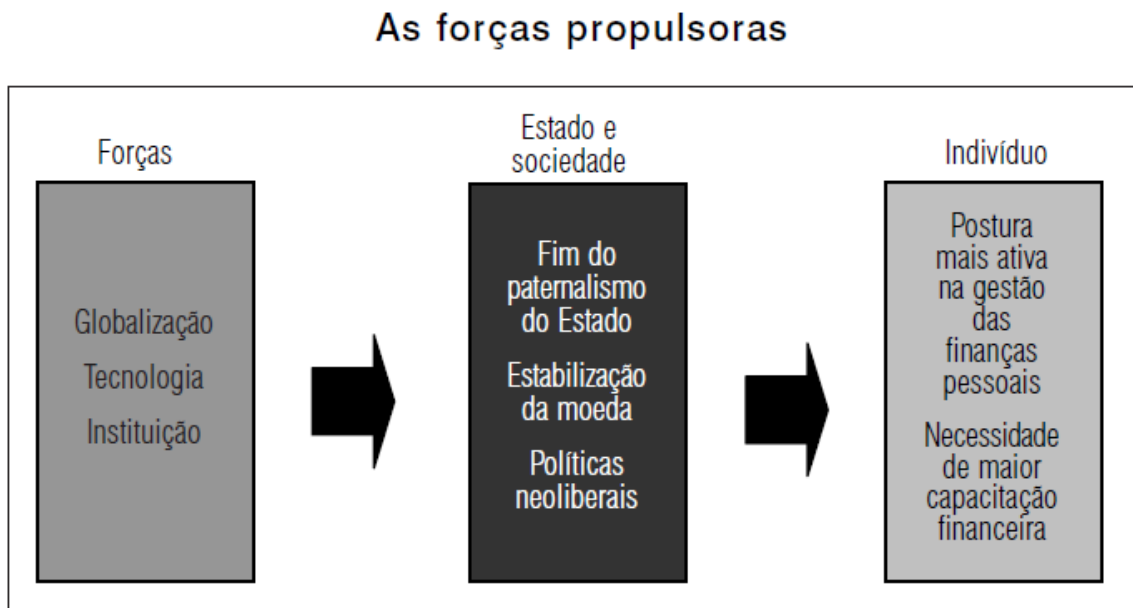 As forças propulsoras
Forças
Globalização
Tecnologia
Instituição
Estado e
sociedade
Fim do
paternalismo
do Estado
Estabilização
da moeda
Políticas
neoliberais
Indivíduo
Postura
mais ativa
na gestão
das
finanças
pessoais
Necessidade
de maior
capacitação
financeira